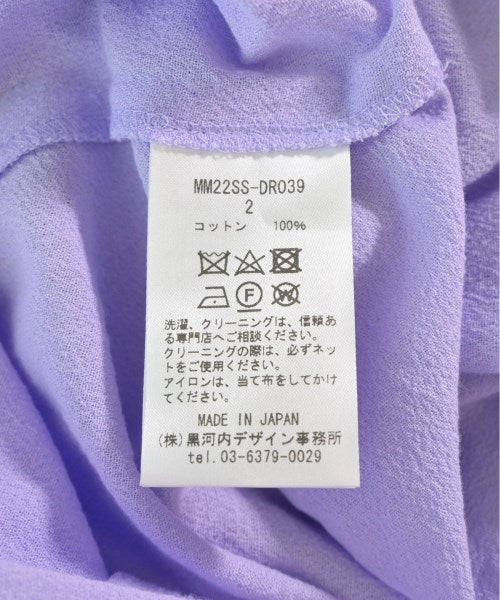 MM22SS-DR039
2
コットン 100%
F W
洗濯、クリーニングは、信頼あ
る専門店へご相談ください。
クリーニングの際は、必ずネット
をご使用ください。
アイロンは、当て布をしてかけ
てください。
MADE IN JAPAN
(株)黒河内デザイン事務所
tel.03-6379-0029